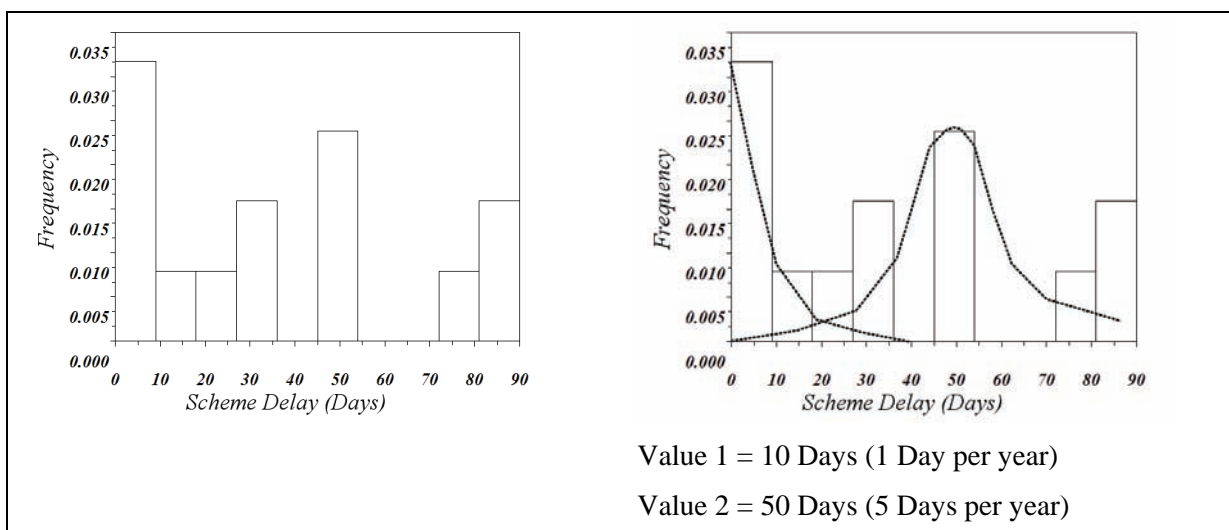 0.035
0.030
0.025
0.020
0.015
0.010
0.005
0.000
Frequency
0 10 20 30 40 50 60 70 80 90
Scheme Delay (Days)
0.035
0.030
0.025
0.020
0.015
0.010
0.005
0.000
Frequency
0 10 20 30 40 50 60 70 80 90
Scheme Delay (Days)
Value 1 = 10 Days (1 Day per year)
Value 2 = 50 Days (5 Days per year)